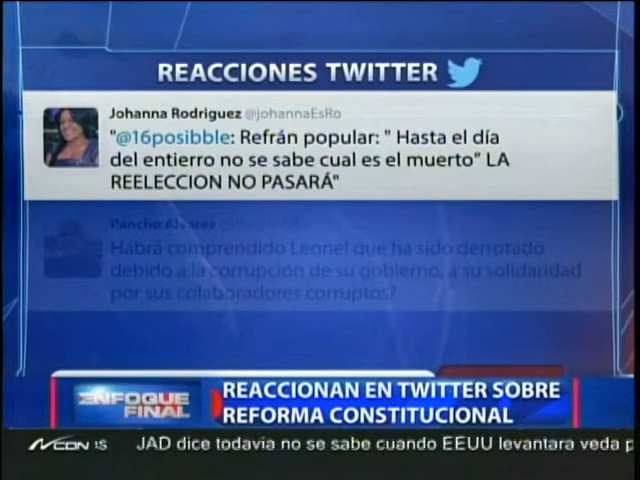 REACCIONES TWITTER
Johanna Rodriguez @johannaEsRo
"@16posibble: Refrán popular: " Hasta el día
del entierro no se sabe cual es el muerto" LA
REELECCION NO PASARÁ"
Pancho Alvarez
Habrá comprendido Leonel que ha sido derrotado
debido a la corrupción de su gobierno, a su solidaridad
por sus colaboradores corruptos?
ENFOQUE
FINAL
REACCIONAN EN TWITTER SOBRE
REFORMA CONSTITUCIONAL
JAD dice todavia no se sabe cuando EEUU levantara veda p